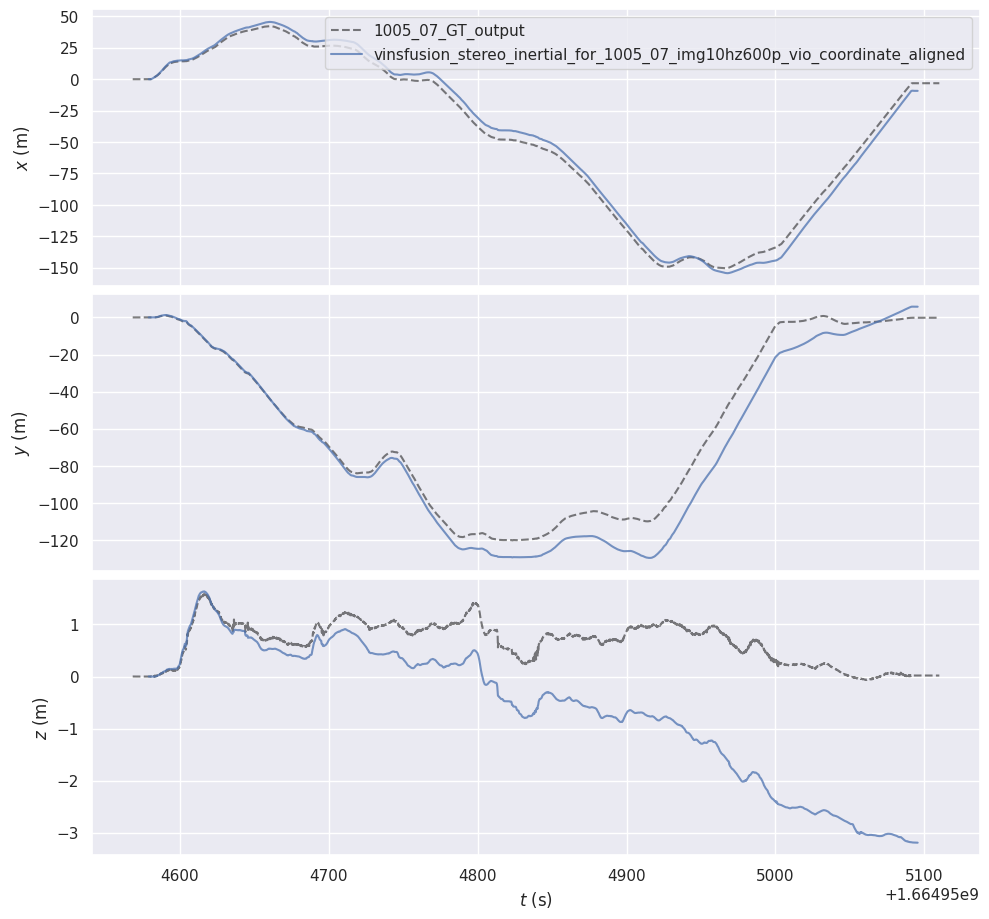 1005_07_GT_output
vinsfusion_stereo_inertial_for_1005_07_img10hz600p_vio_coordinate_aligned
50
25
0
−25
−50
−75
−100
−125
−150
x (m)
0
−20
−40
−60
−80
−100
−120
y (m)
1
0
−1
−2
−3
z (m)
4600 4700 4800 4900 5000 5100
t (s)
+1.66495e9